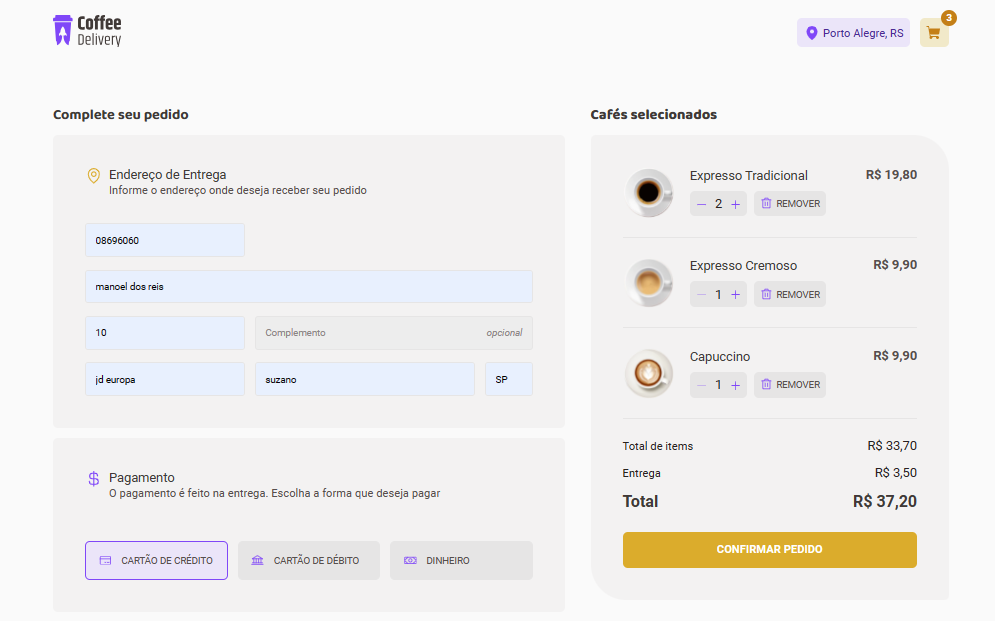 Coffee
Delivery
Porto Alegre, RS
3
Complete seu pedido
Endereço de Entrega
Informe o endereço onde deseja receber seu pedido
08696060
manoel dos reis
10
Complemento opcional
jd europa suzano SP
Pagamento
O pagamento é feito na entrega. Escolha a forma que deseja pagar
CARTÃO DE CRÉDITO CARTÃO DE DÉBITO DINHEIRO
Cafés selecionados
Expresso Tradicional R$ 19,80
− 2 + REMOVER
Expresso Cremoso R$ 9,90
− 1 + REMOVER
Capuccino R$ 9,90
− 1 + REMOVER
Total de items R$ 33,70
Entrega R$ 3,50
Total R$ 37,20
CONFIRMAR PEDIDO